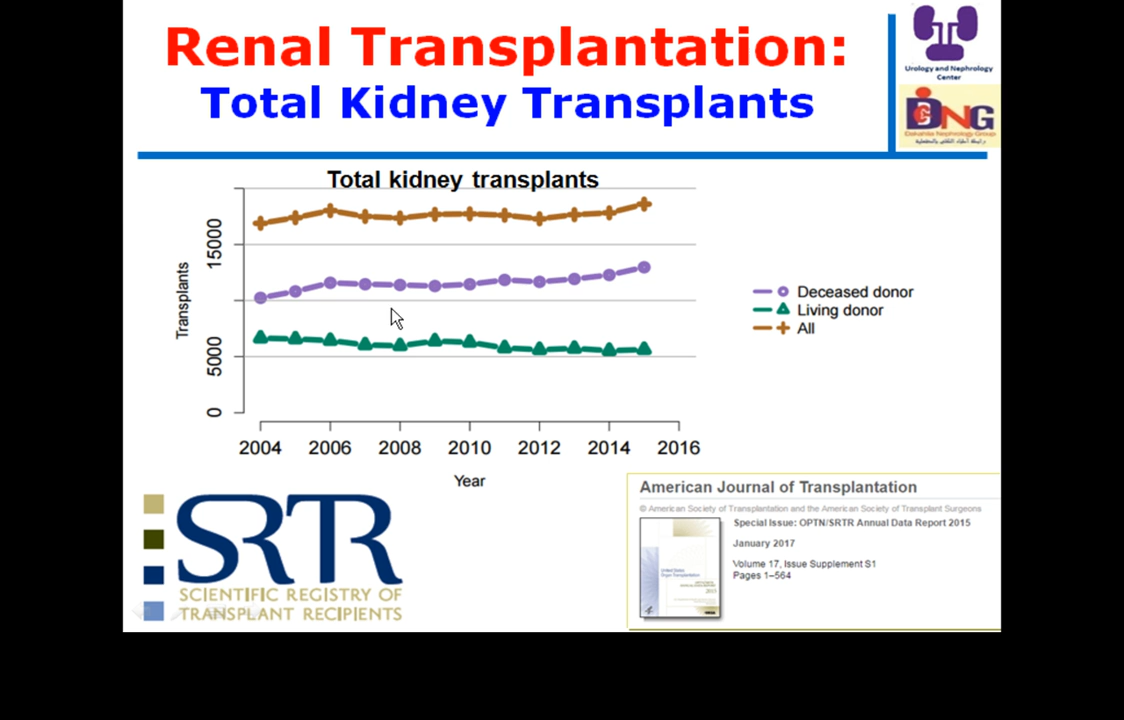 Renal Transplantation:
Total Kidney Transplants
Urology and Nephrology
Center
DNG
Dakahlia Nephrology Group
Total kidney transplants
Transplants
15000
5000
0
2004 2006 2008 2010 2012 2014 2016
Year
Deceased donor
Living donor
All
SRTR
SCIENTIFIC REGISTRY OF
TRANSPLANT RECIPIENTS
American Journal of Transplantation
© American Society of Transplantation and the American Society of Transplant Surgeons
Special Issue: OPTN/SRTR Annual Data Report 2015
January 2017
Volume 17, Issue Supplement S1
Pages 1–564